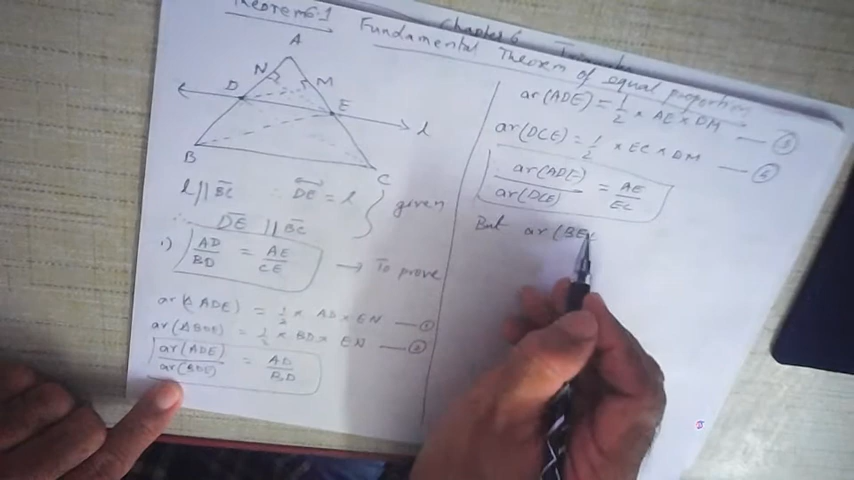 Theorem 6.1
Chapter 6
Fundamental Theorem of equal proportion
A
N
M
D
E
l
B
C
l || BC
DE = l
given
∴ DE || BC
1) AD/BD = AE/CE → To prove
ar(ADE) = 1/2 × AD × EN — ①
ar(ΔBDE) = 1/2 × BD × EN — ②
ar(ADE)/ar(BDE) = AD/BD
ar(ADE) = 1/2 × AE × DM — ③
ar(DCE) = 1/2 × EC × DM — ④
ar(ADE)/ar(DCE) = AE/EC
But ar(BE